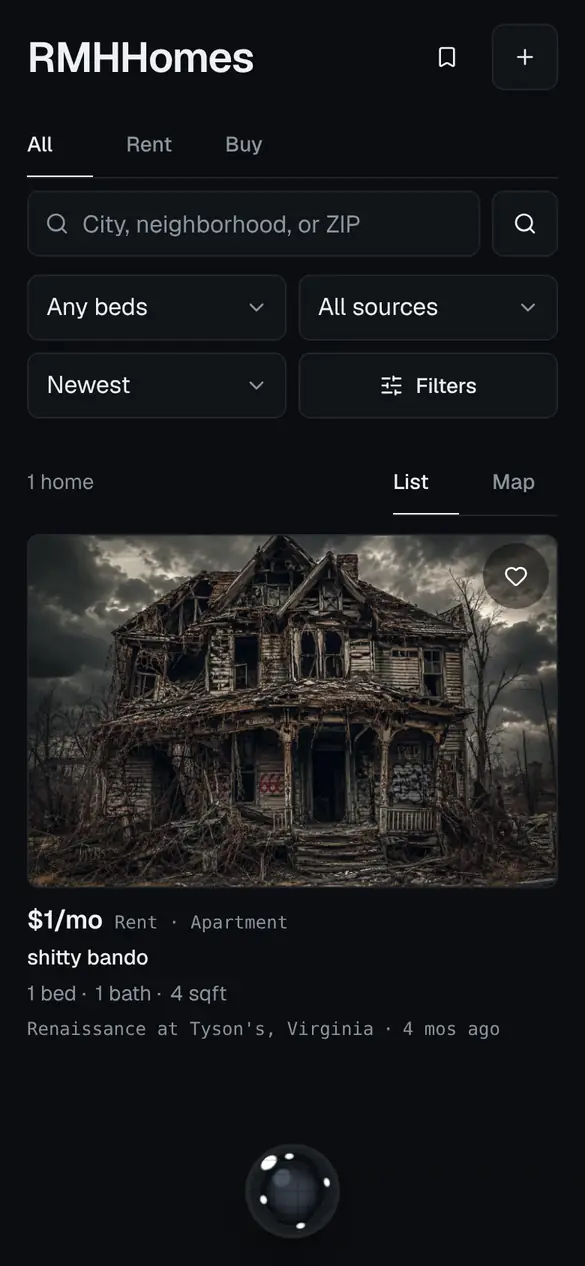 RMHHomes
All Rent Buy
City, neighborhood, or ZIP
Any beds All sources
Newest Filters
1 home List Map
666
$1/mo Rent · Apartment
shitty bando
1 bed · 1 bath · 4 sqft
Renaissance at Tyson's, Virginia · 4 mos ago